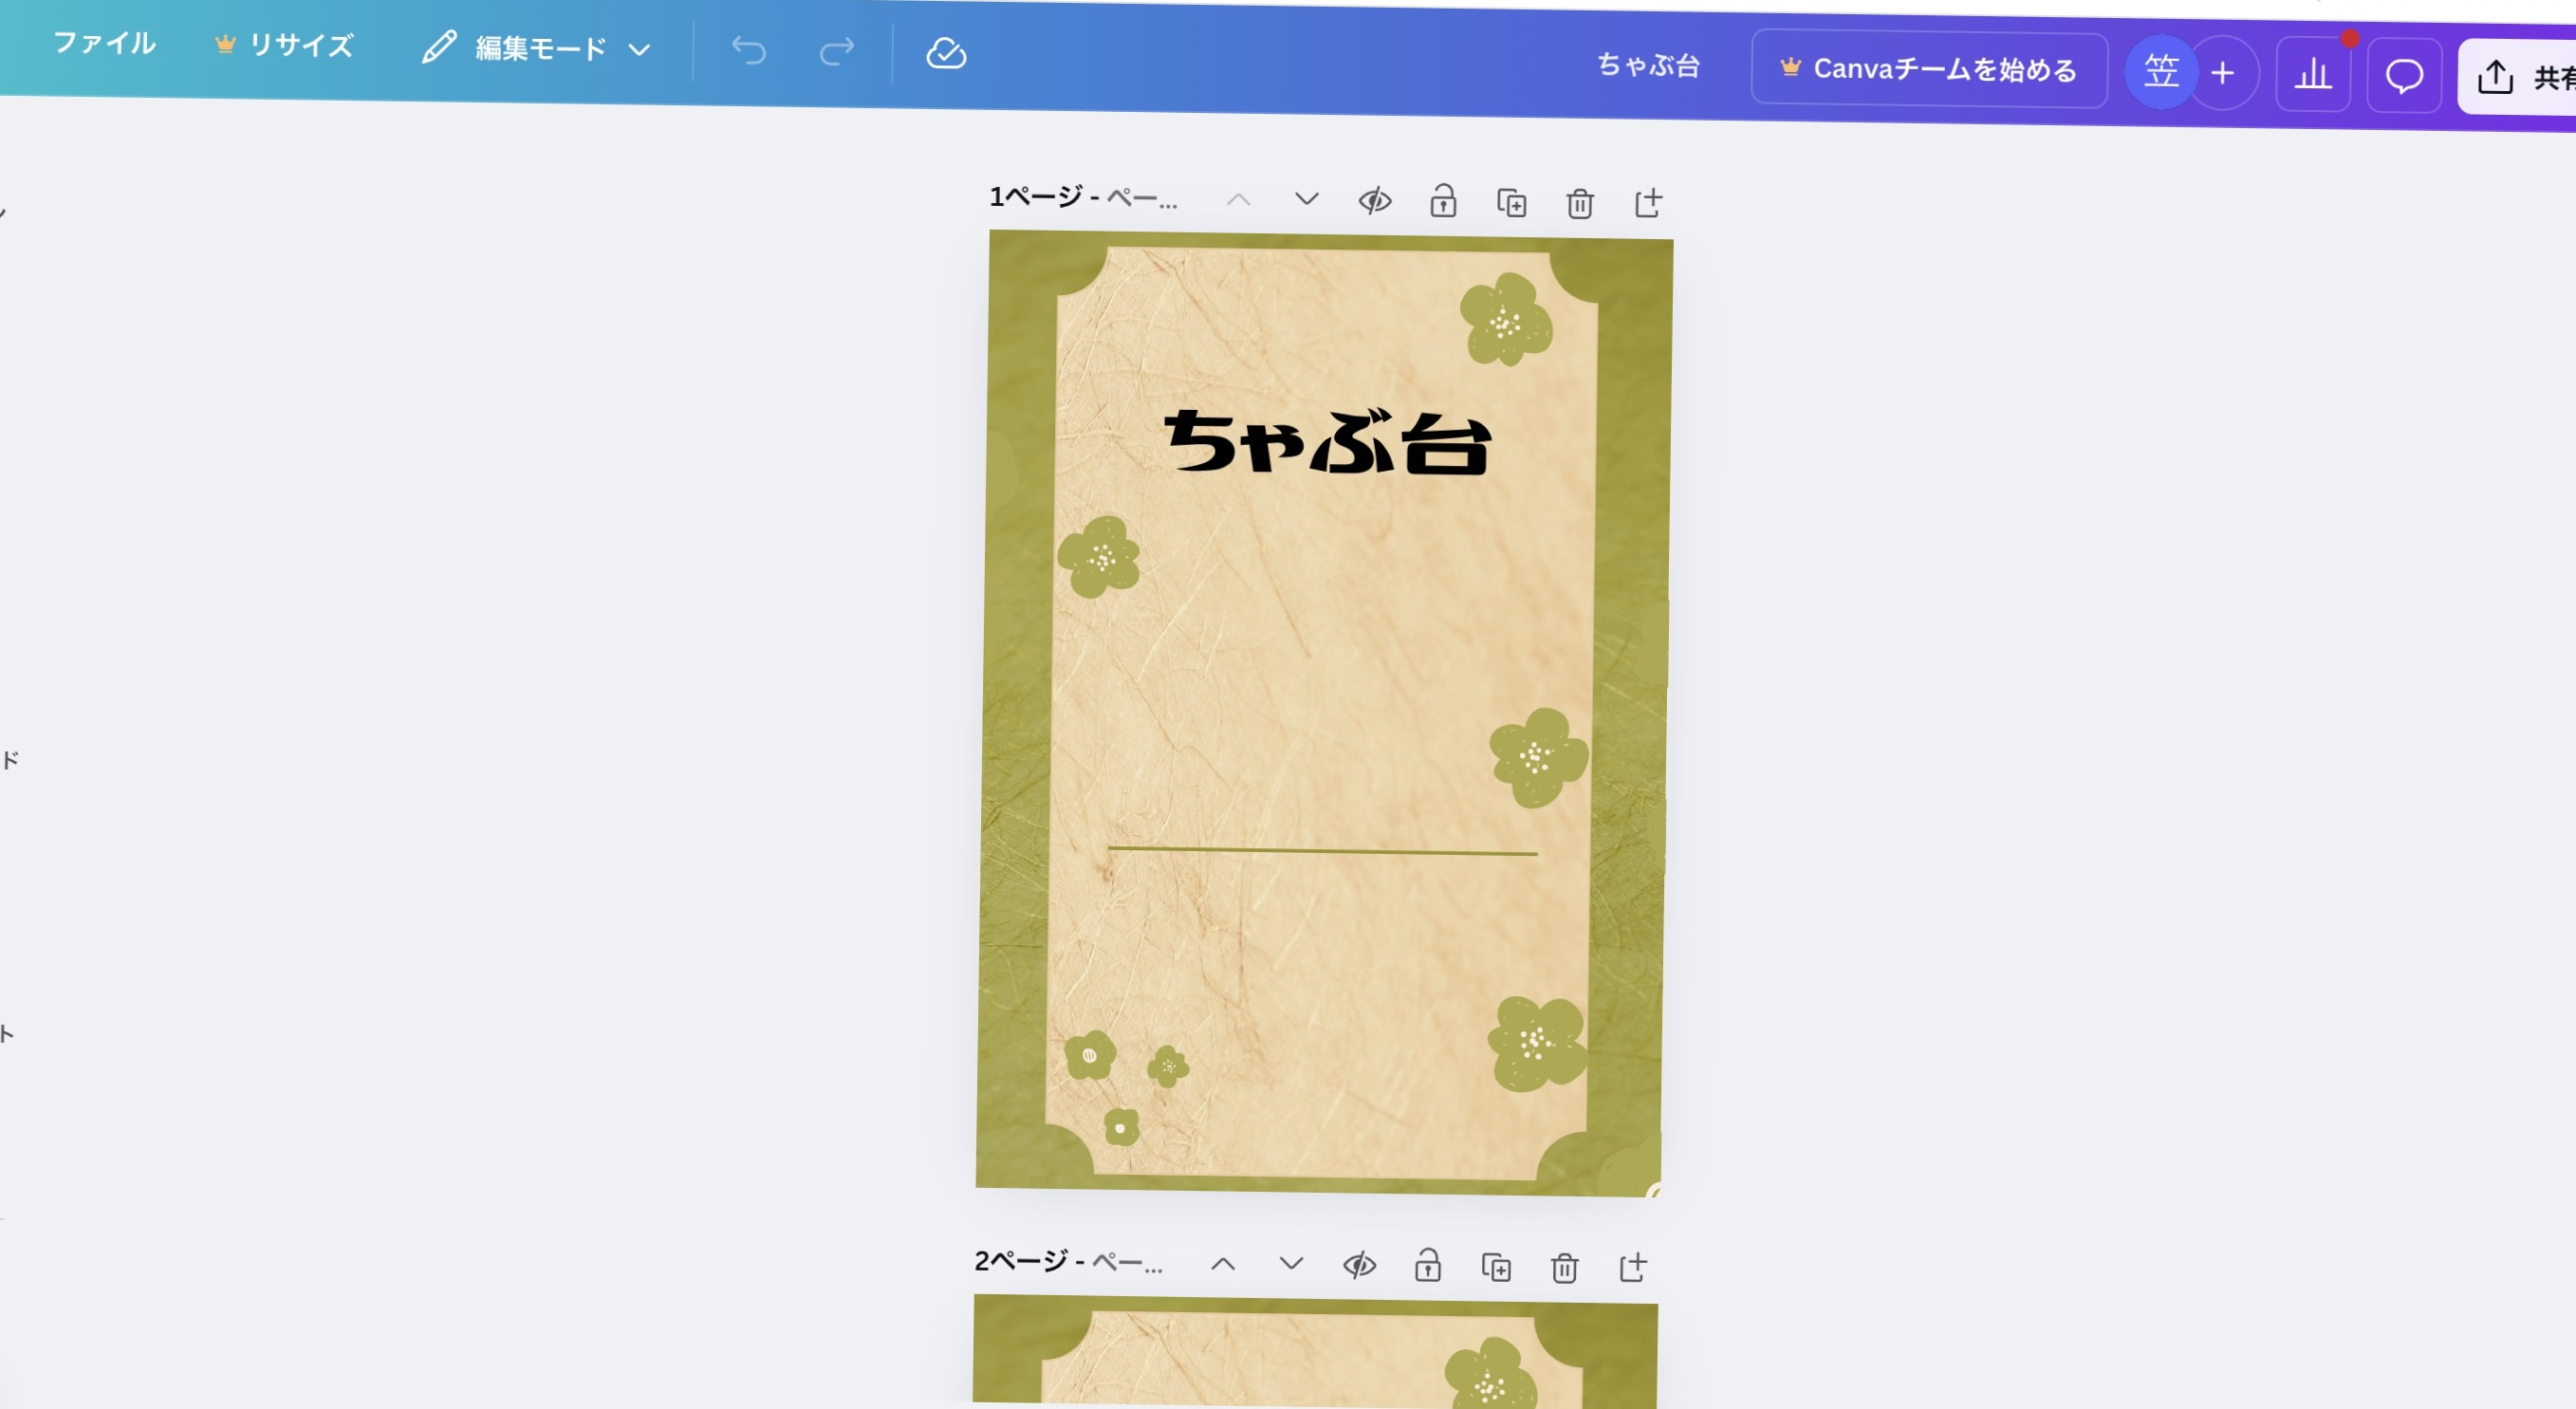 ファイル
リサイズ
編集モード
ちゃぶ台
Canvaチームを始める
笠
共有
1ページ - ペー...
ちゃぶ台
ド
ト
2ページ - ペー...